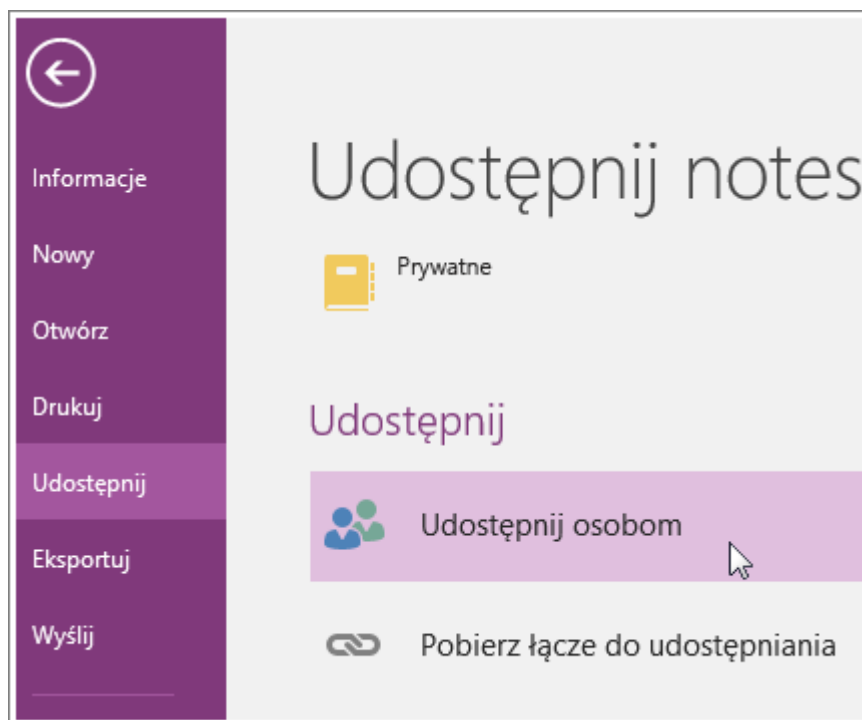 Informacje
Nowy
Otwórz
Drukuj
Udostępnij
Eksportuj
Wyślij
Udostępnij notes
Prywatne
Udostępnij
Udostępnij osobom
Pobierz łącze do udostępniania